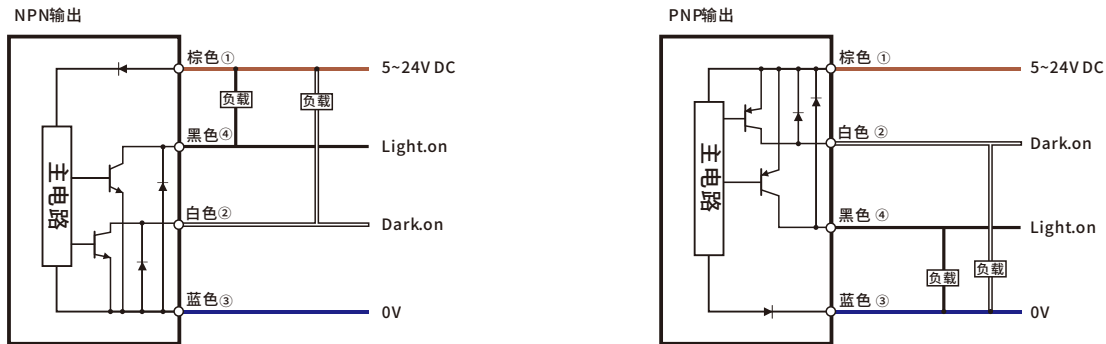 NPN输出
棕色①
5~24V DC
负载
负载
黑色④
Light.on
主电路
白色②
Dark.on
蓝色③
0V
PNP输出
棕色 ①
5~24V DC
白色 ②
Dark.on
主电路
黑色 ④
Light.on
负载
负载
蓝色 ③
0V